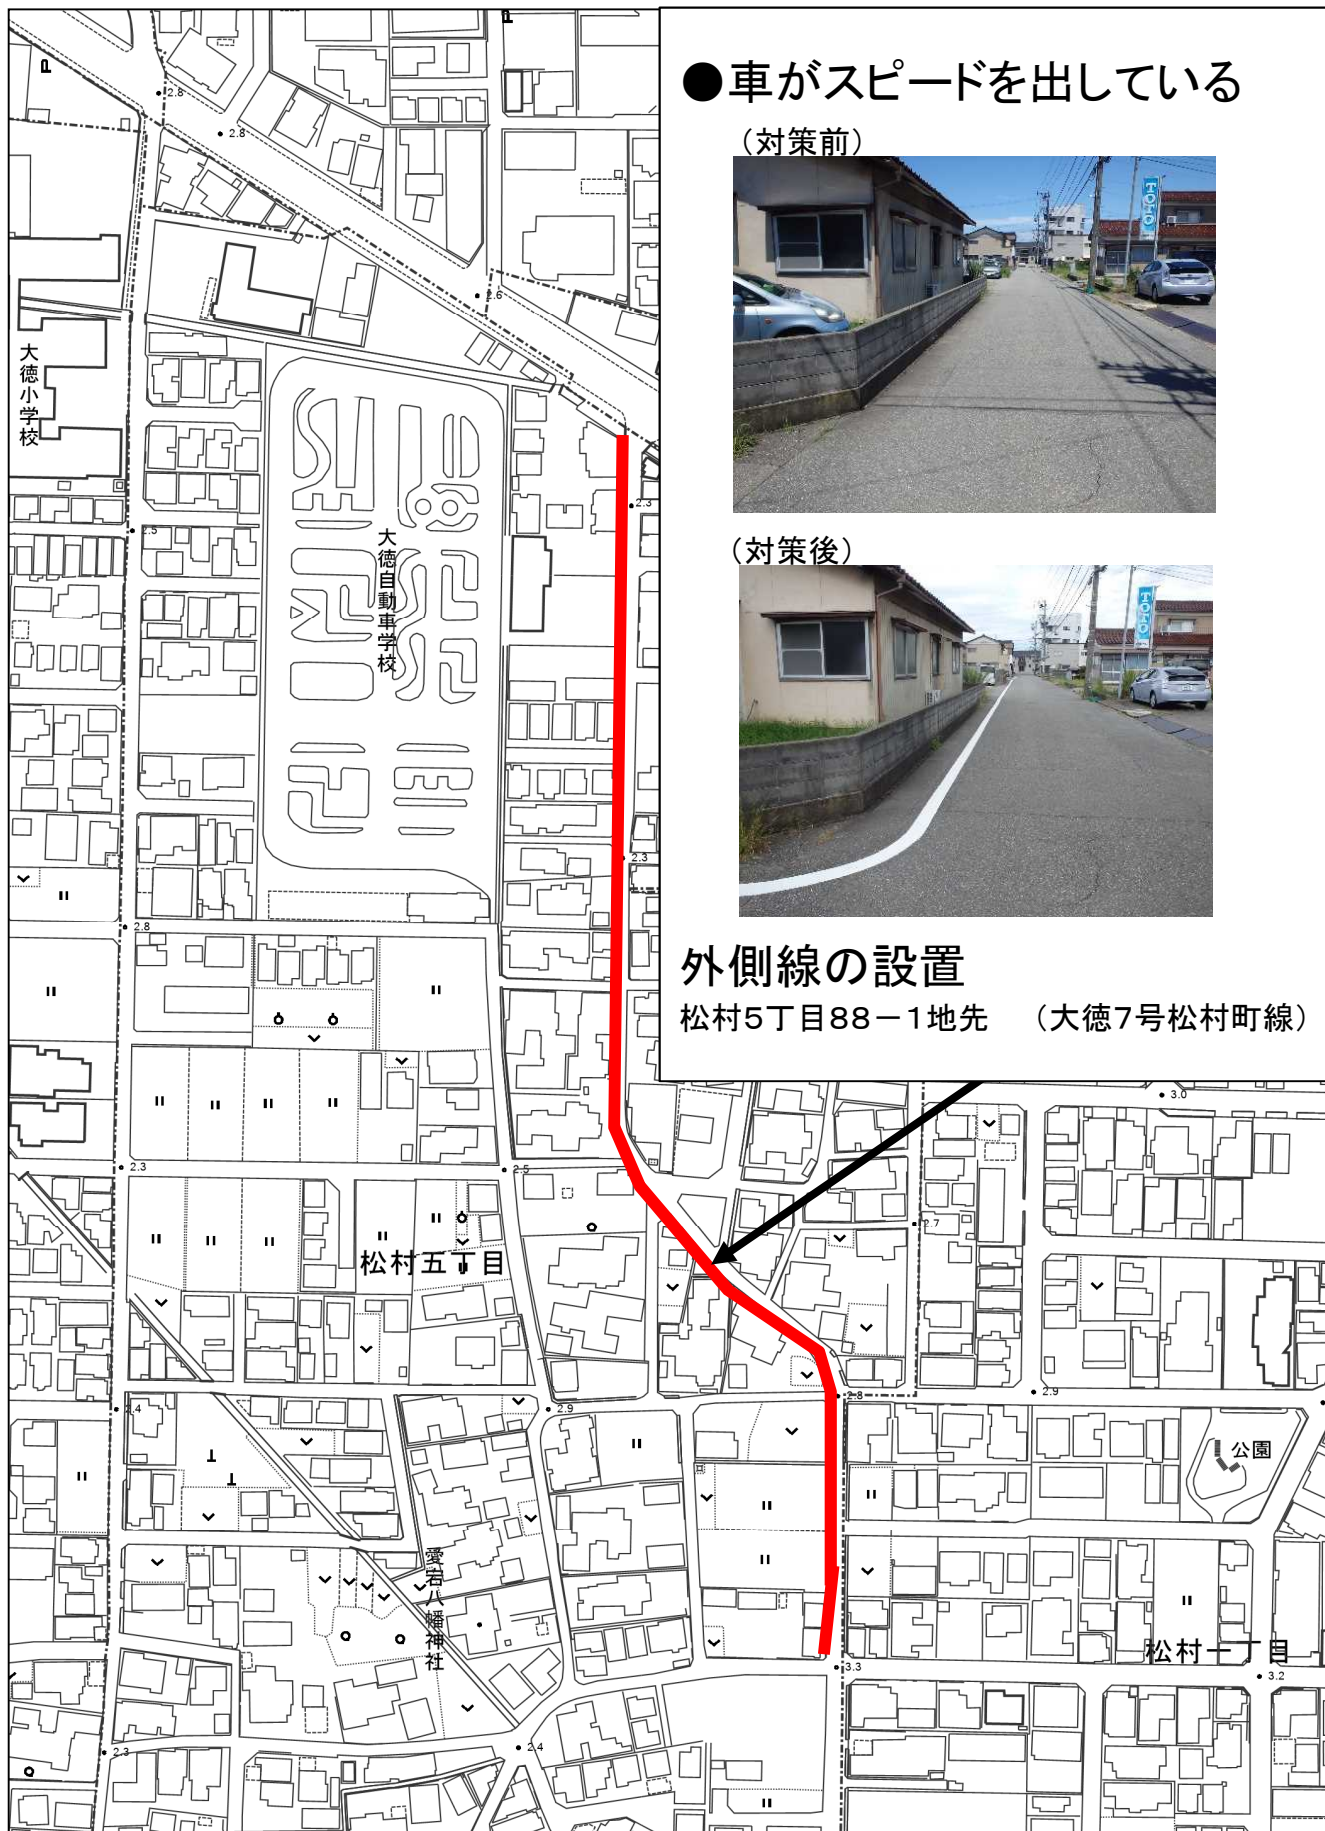 ●車がスピードを出している
（対策前）
TOTO
（対策後）
TOTO
外側線の設置
松村5丁目88－1地先　（大徳7号松村町線）
P
2.8
2.8
2.6
大徳小学校
2.3
2.5
大徳自動車学校
2.3
2.8
3.0
2.3
2.5
2.7
松村五丁目
2.8
2.9
2.4
2.9
公園
愛宕八幡神社
松村一丁目
3.3
3.2
2.3
2.4